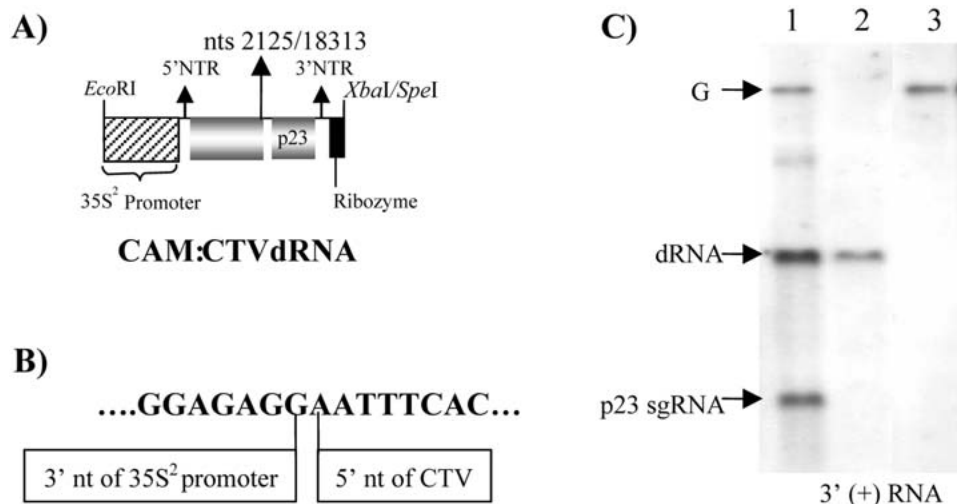 A)
nts 2125/18313
5'NTR
3'NTR
EcoRI
XbaI/SpeI
p23
35S² Promoter
Ribozyme
CAM:CTVdRNA
B)
....GGAGAGGAATTTCAC...
3' nt of 35S² promoter
5' nt of CTV
C)
1 2 3
G
dRNA
p23 sgRNA
3' (+) RNA